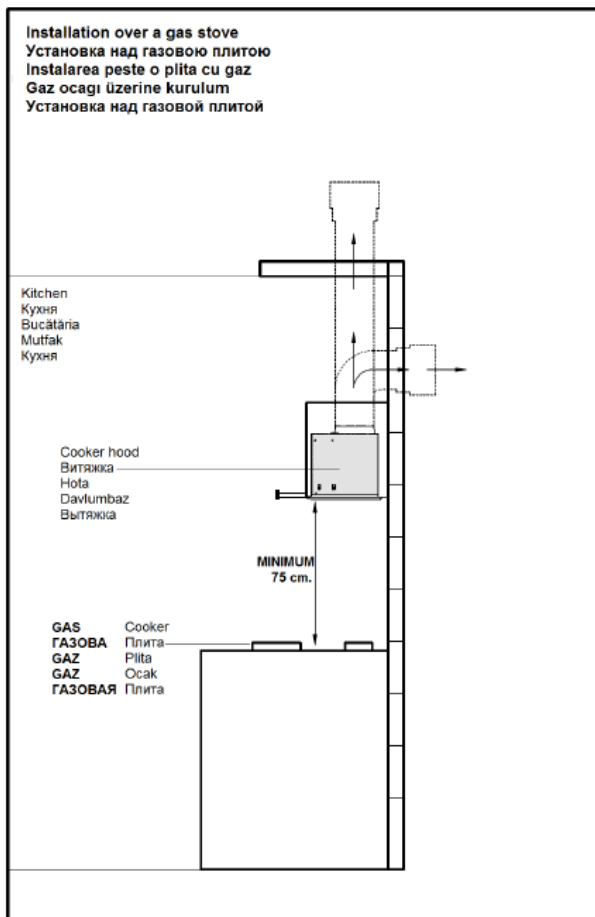 Installation over a gas stove
Установка над газовою плитою
Instalarea peste o plita cu gaz
Gaz ocagı üzerine kurulum
Установка над газовой плитой
Kitchen
Кухня
Bucătăria
Mutfak
Кухня
Cooker hood
Витяжка
Hota
Davlumbaz
Вытяжка
MINIMUM
75 cm.
GAS Cooker
ГАЗОВА Плита
GAZ Plita
GAZ Ocak
ГАЗОВАЯ Плита